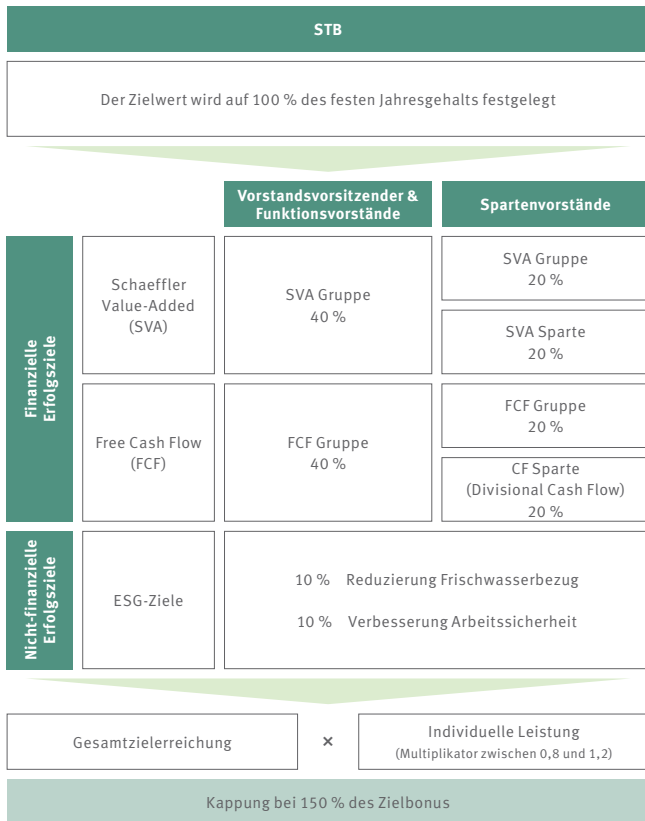 STB
Der Zielwert wird auf 100 % des festen Jahresgehalts festgelegt
Vorstandsvorsitzender &
Funktionsvorstände
Spartenvorstände
Finanzielle
Erfolgsziele
Schaeffler
Value-Added
(SVA)
SVA Gruppe
40 %
SVA Gruppe
20 %
SVA Sparte
20 %
Free Cash Flow
(FCF)
FCF Gruppe
40 %
FCF Gruppe
20 %
CF Sparte
(Divisional Cash Flow)
20 %
Nicht-finanzielle
Erfolgsziele
ESG-Ziele
10 % Reduzierung Frischwasserbezug
10 % Verbesserung Arbeitssicherheit
Gesamtzielerreichung
×
Individuelle Leistung
(Multiplikator zwischen 0,8 und 1,2)
Kappung bei 150 % des Zielbonus